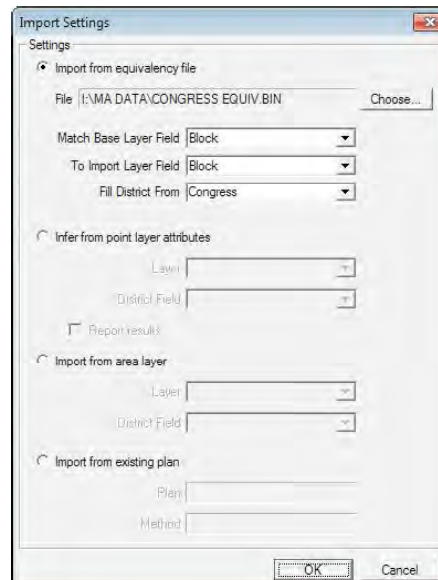 Import Settings
Settings
Import from equivalency file
File I:\MA DATA\CONGRESS EQUIV.BIN Choose...
Match Base Layer Field Block
To Import Layer Field Block
Fill District From Congress
Infer from point layer attributes
Layer
District Field
Report results
Import from area layer
Layer
District Field
Import from existing plan
Plan
Method
OK Cancel